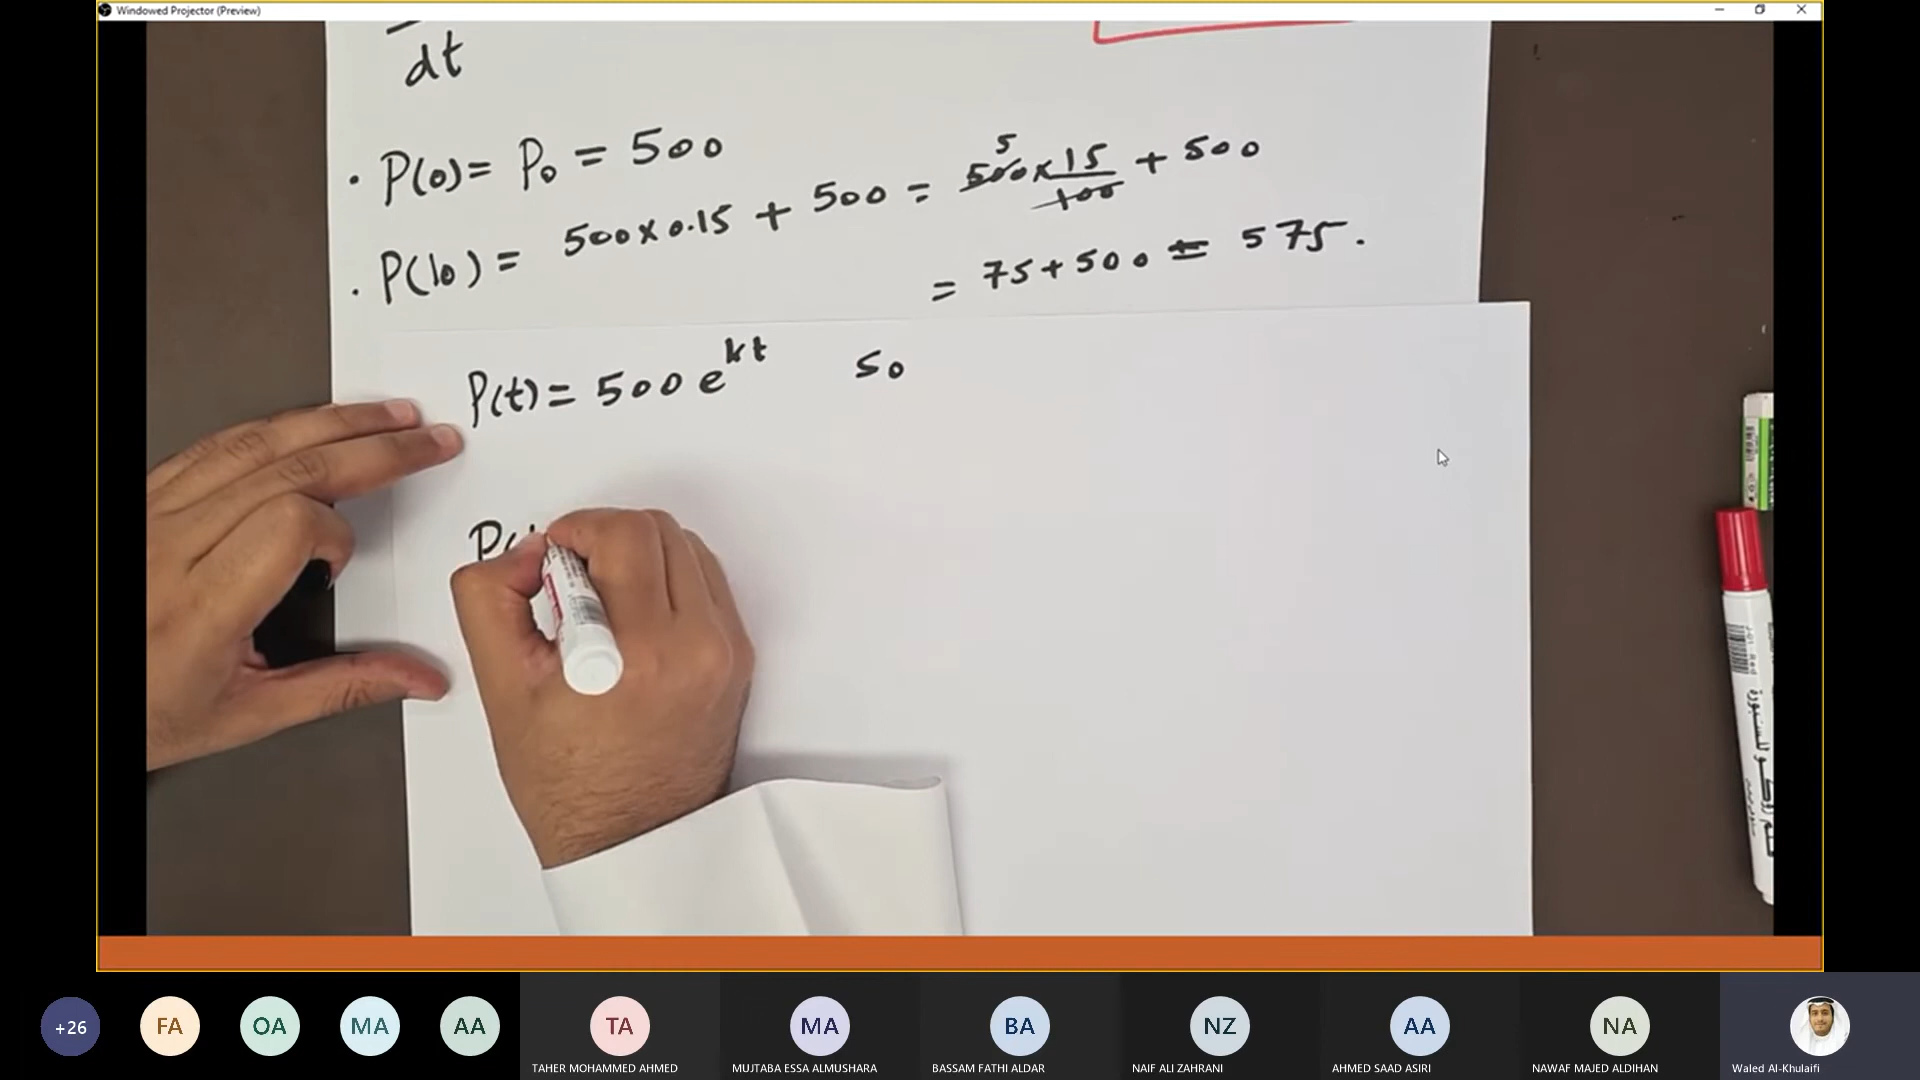 Windowed Projector (Preview)
dt
· P(0) = P₀ = 500
· P(10) = 500 x 0.15 + 500 = 500 x 15/100 + 500
5
= 75 + 500 = 575.
P(t) = 500 e^kt so
P(
+26
FA
OA
MA
AA
TA
MA
BA
NZ
AA
NA
TAHER MOHAMMED AHMED
MUJTABA ESSA ALMUSHARA
BASSAM FATHI ALDAR
NAIF ALI ZAHRANI
AHMED SAAD ASIRI
NAWAF MAJED ALDIHAN
Waled Al-Khulaifi